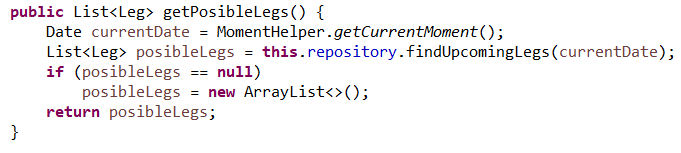 public List<Leg> getPosibleLegs() {
    Date currentDate = MomentHelper.getCurrentMoment();
    List<Leg> posibleLegs = this.repository.findUpcomingLegs(currentDate);
    if (posibleLegs == null)
        posibleLegs = new ArrayList<>();
    return posibleLegs;
}